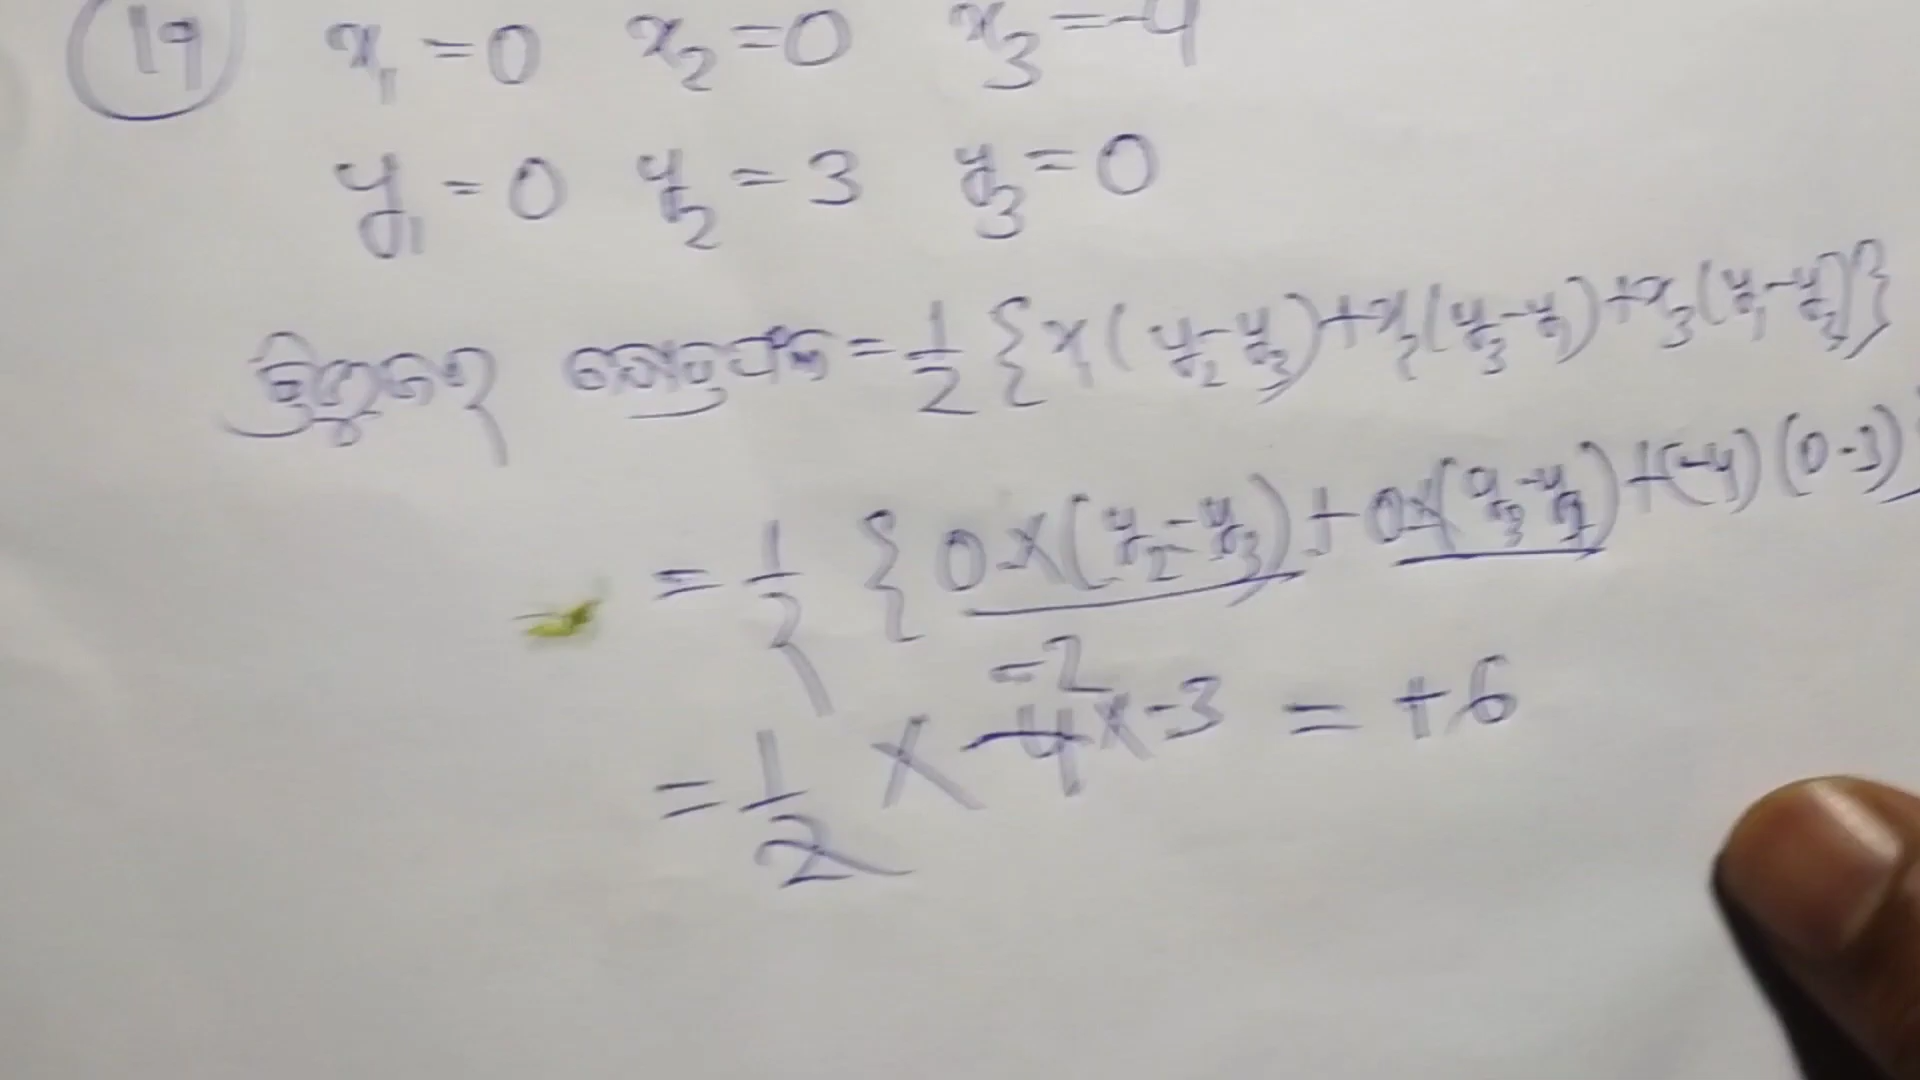 19 x₁ = 0 x₂ = 0 x₃ = -4
y₁ = 0 y₂ = 3 y₃ = 0
ତ୍ରିଭୁଜର କ୍ଷେତ୍ରଫଳ = 1/2 {x₁(y₂-y₃)+x₂(y₃-y₁)+x₃(y₁-y₂)}
= 1/2 {0×(y₂-y₃)+0×(y₃-y₁)+(-4)(0-3)
-2
= 1/2 × -4×-3 = +6